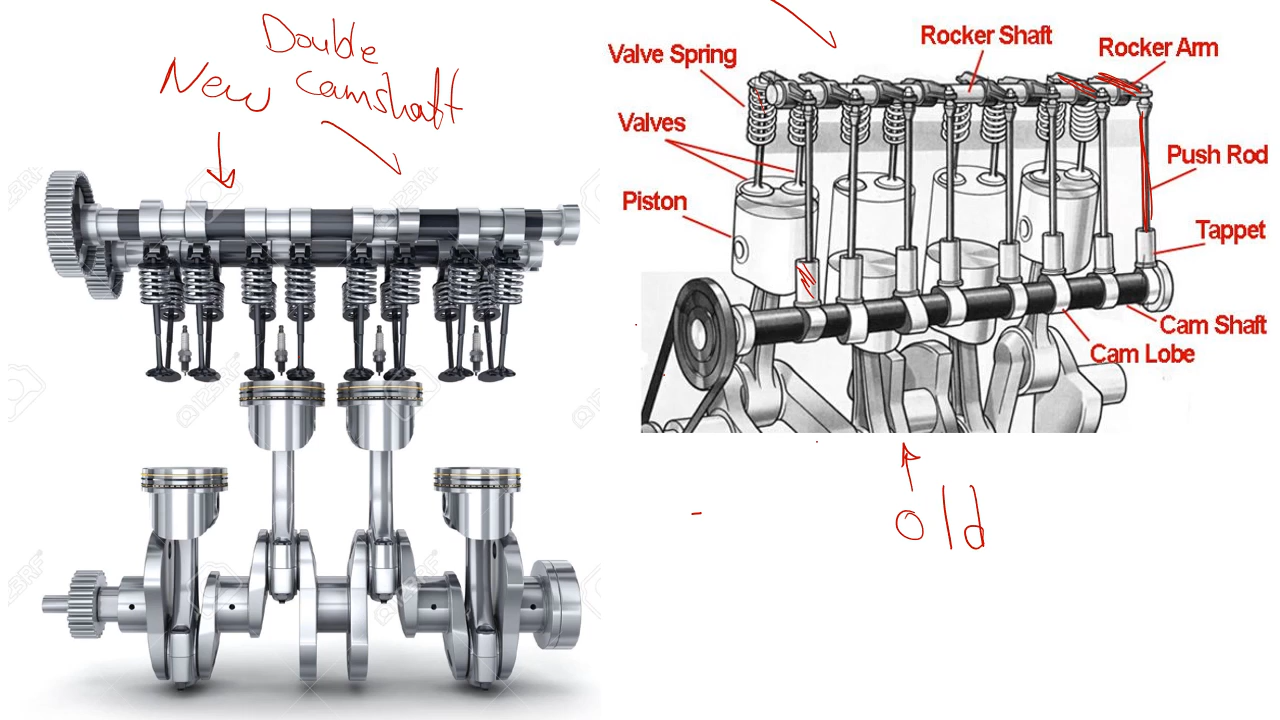 Double
New camshaft
Valve Spring
Rocker Shaft
Rocker Arm
Valves
Push Rod
Piston
Tappet
Cam Shaft
Cam Lobe
old
123RF